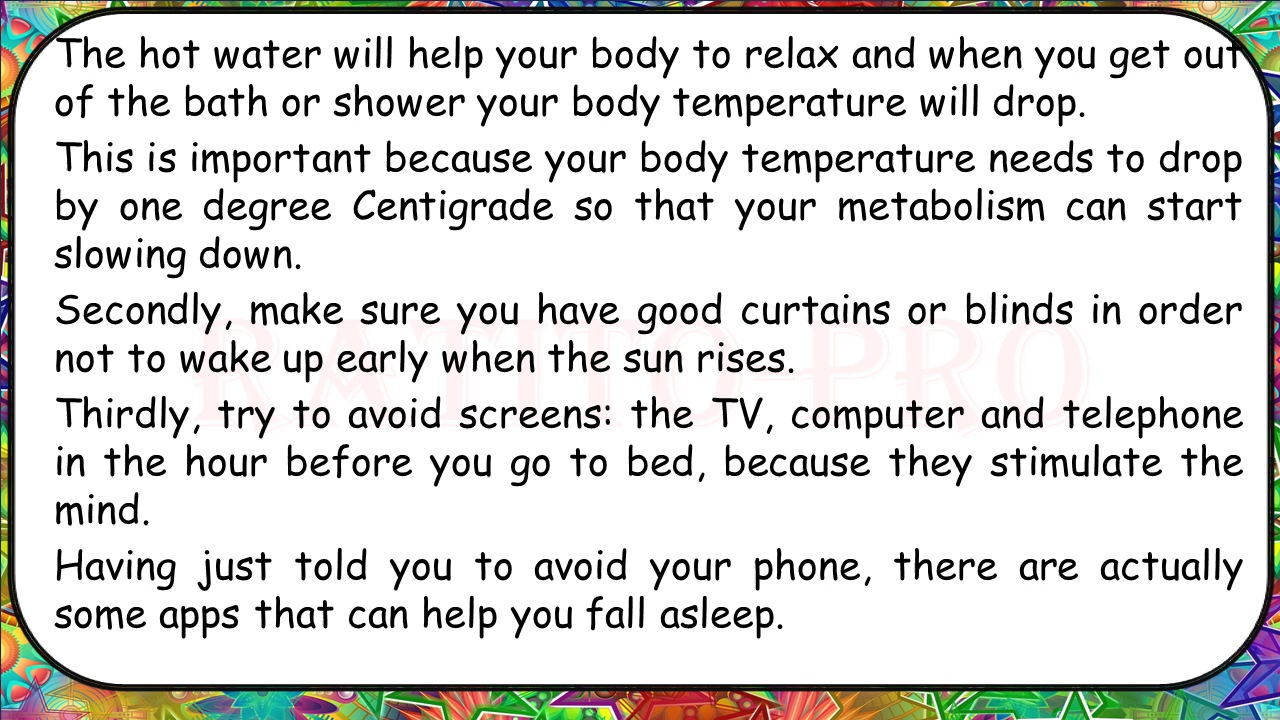 The hot water will help your body to relax and when you get out
of the bath or shower your body temperature will drop.
This is important because your body temperature needs to drop
by one degree Centigrade so that your metabolism can start
slowing down.
Secondly, make sure you have good curtains or blinds in order
not to wake up early when the sun rises.
RATITO-PRO
Thirdly, try to avoid screens: the TV, computer and telephone
in the hour before you go to bed, because they stimulate the
mind.
Having just told you to avoid your phone, there are actually
some apps that can help you fall asleep.